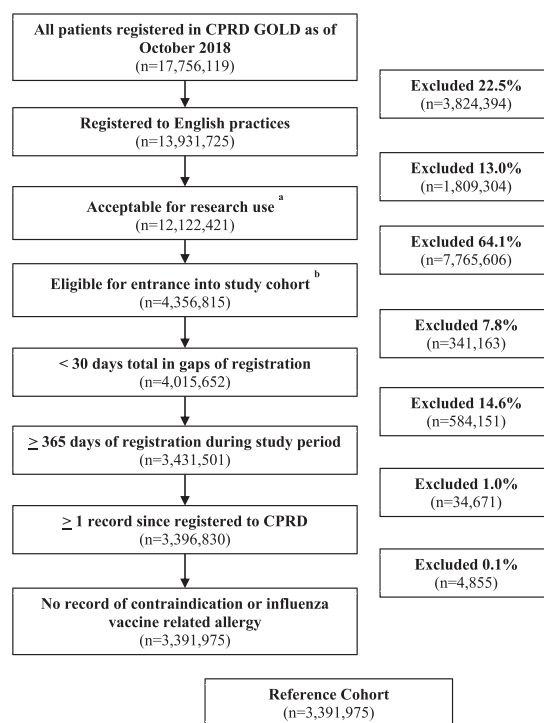 All patients registered in CPRD GOLD as of
October 2018
(n=17,756,119)
Excluded 22.5%
(n=3,824,394)
Registered to English practices
(n=13,931,725)
Excluded 13.0%
(n=1,809,304)
Acceptable for research use a
(n=12,122,421)
Excluded 64.1%
(n=7,765,606)
Eligible for entrance into study cohort b
(n=4,356,815)
Excluded 7.8%
(n=341,163)
< 30 days total in gaps of registration
(n=4,015,652)
Excluded 14.6%
(n=584,151)
≥ 365 days of registration during study period
(n=3,431,501)
Excluded 1.0%
(n=34,671)
≥ 1 record since registered to CPRD
(n=3,396,830)
Excluded 0.1%
(n=4,855)
No record of contraindication or influenza
vaccine related allergy
(n=3,391,975)
Reference Cohort
(n=3,391,975)